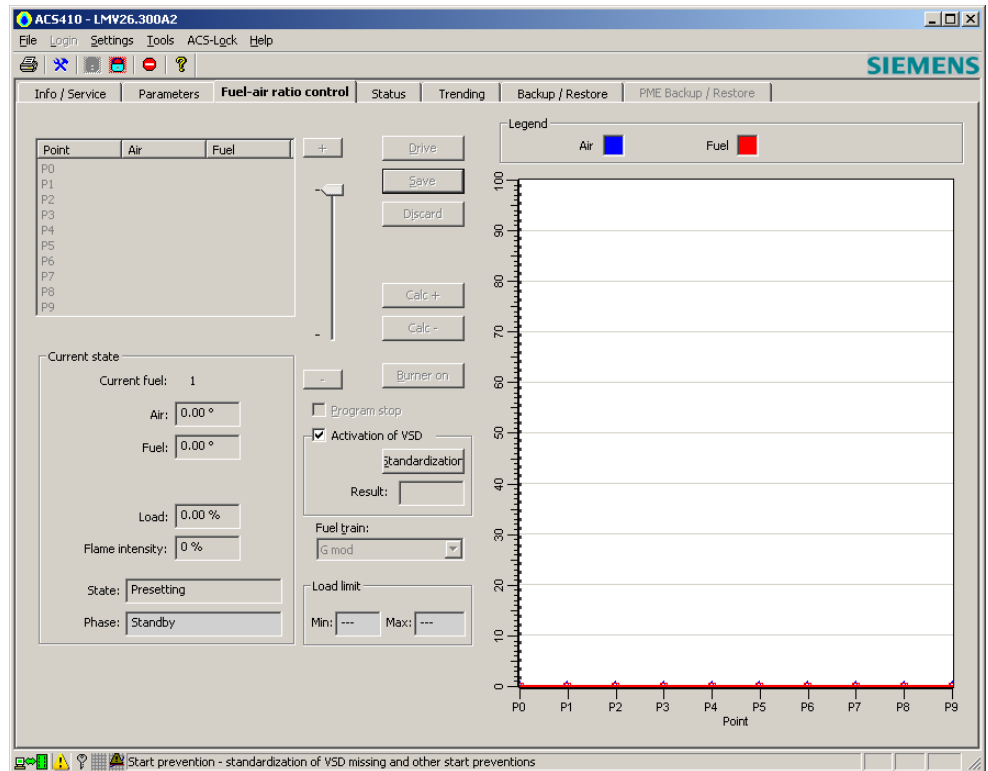 ACS410 - LMV26.300A2
File Login Settings Tools ACS-Lock Help
SIEMENS
Info / Service Parameters Fuel-air ratio control Status Trending Backup / Restore PME Backup / Restore
Point Air Fuel
P0
P1
P2
P3
P4
P5
P6
P7
P8
P9
+
-
-
-
Drive
Save
Discard
Calc +
Calc -
Burner on
Program stop
Activation of VSD
Standardization
Result:
Fuel train:
G mod
Load limit
Min: --- Max: ---
Current state
Current fuel: 1
Air: 0.00 °
Fuel: 0.00 °
Load: 0.00 %
Flame intensity: 0 %
State: Presetting
Phase: Standby
Legend
Air Fuel
100
90
80
70
60
50
40
30
20
10
0
P0 P1 P2 P3 P4 P5 P6 P7 P8 P9
Point
Start prevention - standardization of VSD missing and other start preventions